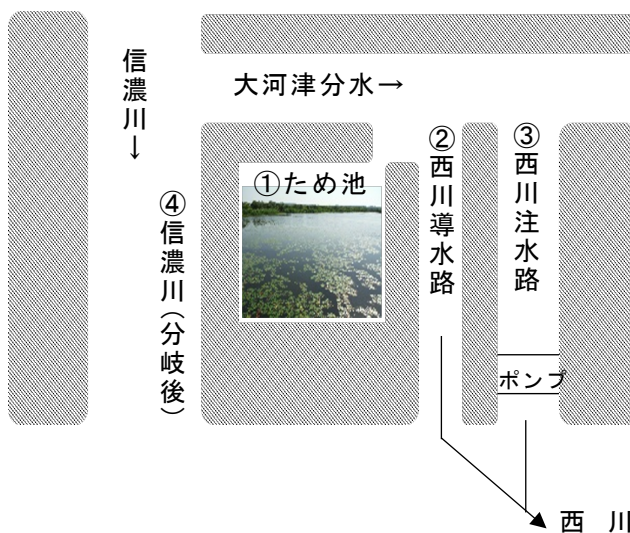 信濃川↓
大河津分水→
①ため池
②西川導水路
③西川注水路
④信濃川(分岐後)
ポンプ
西 川